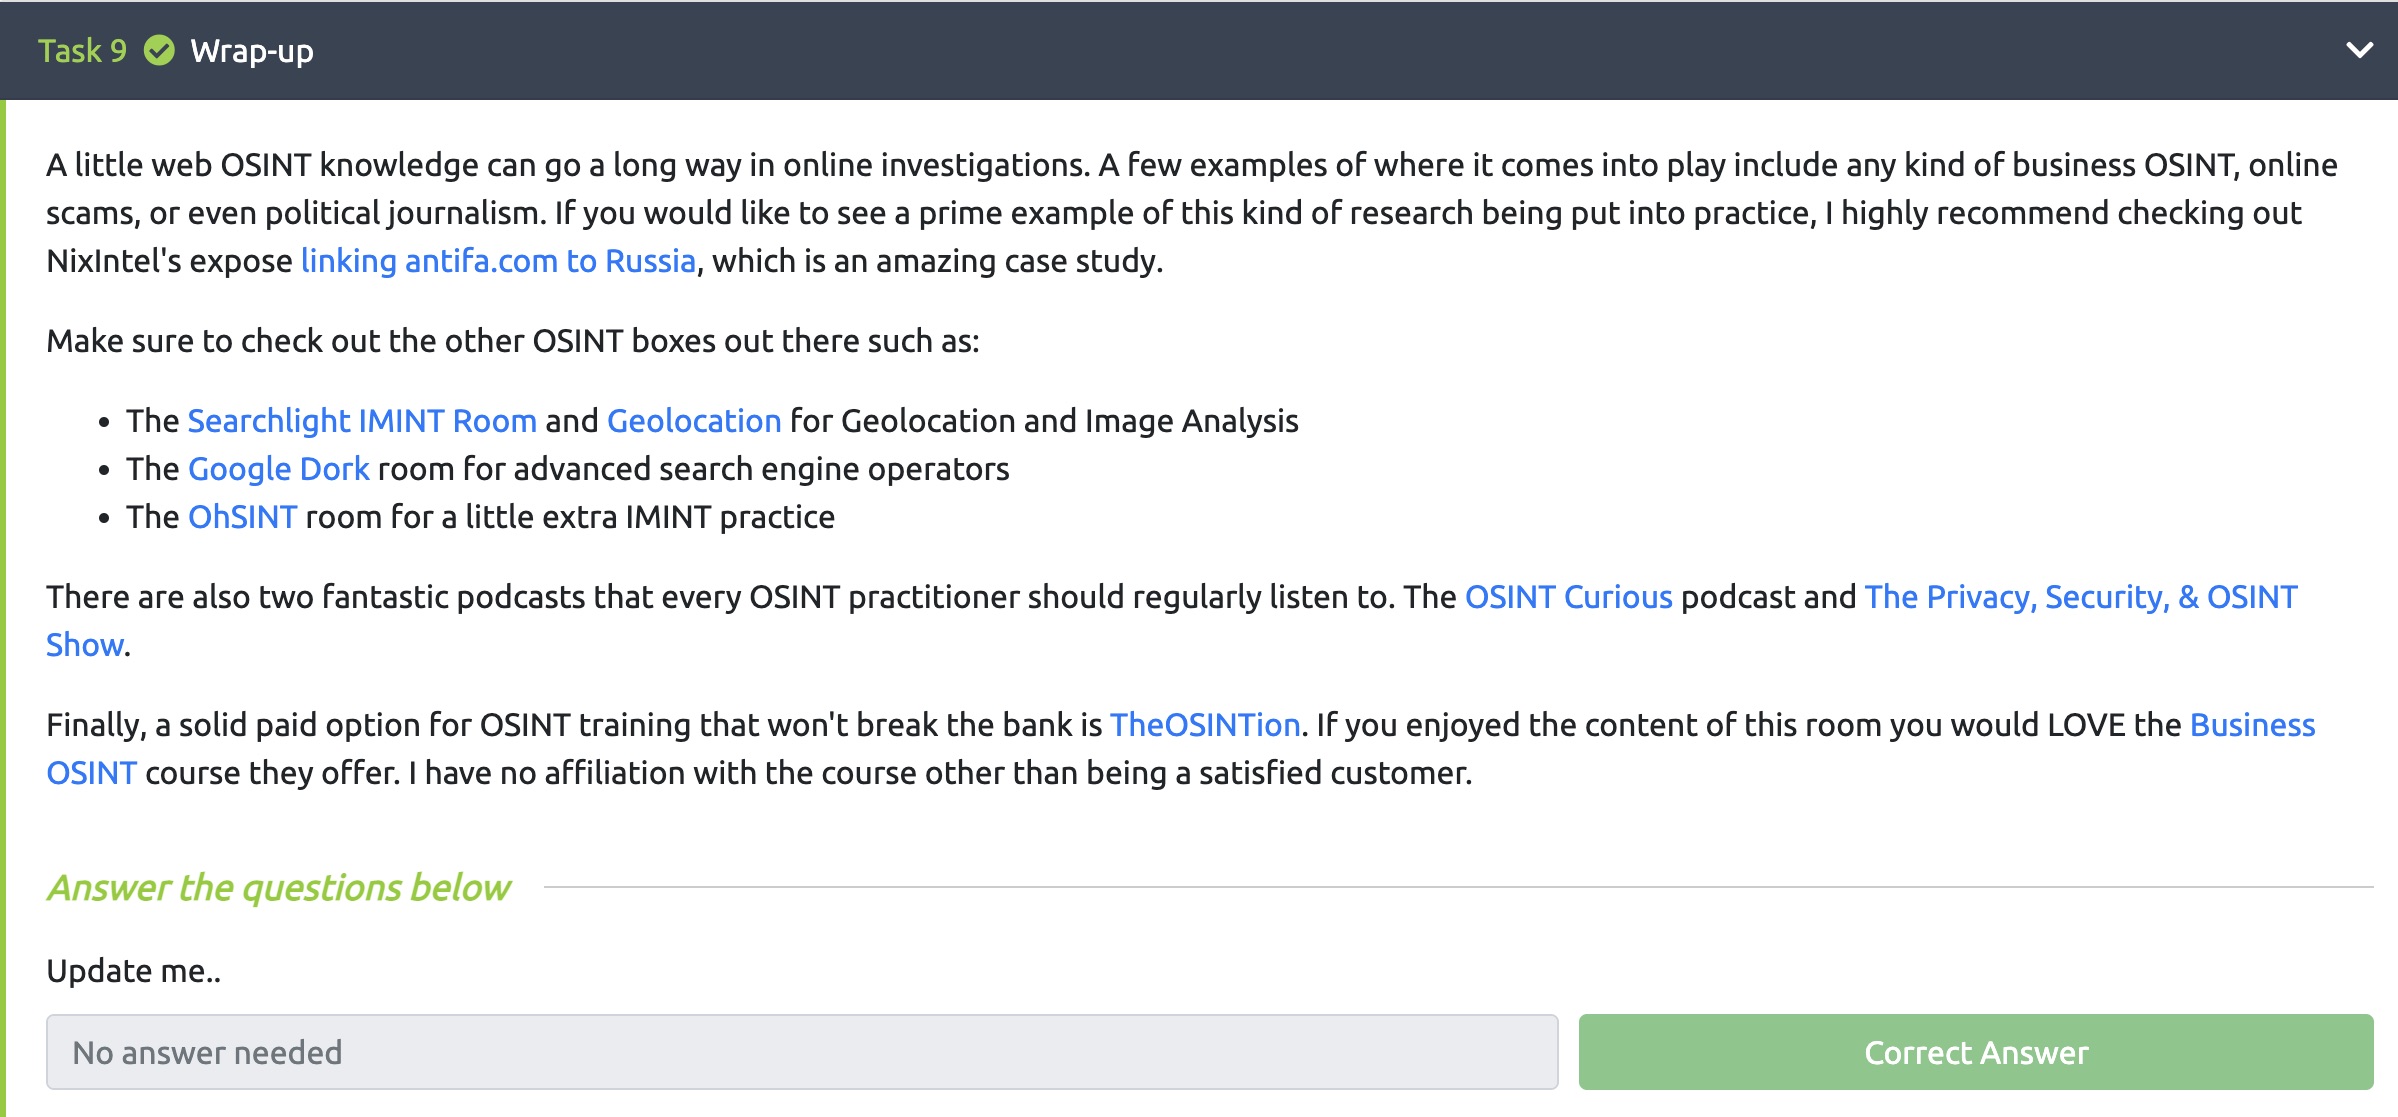 Task 9 Wrap-up
A little web OSINT knowledge can go a long way in online investigations. A few examples of where it comes into play include any kind of business OSINT, online
scams, or even political journalism. If you would like to see a prime example of this kind of research being put into practice, I highly recommend checking out
NixIntel's expose linking antifa.com to Russia, which is an amazing case study.
Make sure to check out the other OSINT boxes out there such as:
• The Searchlight IMINT Room and Geolocation for Geolocation and Image Analysis
• The Google Dork room for advanced search engine operators
• The OhSINT room for a little extra IMINT practice
There are also two fantastic podcasts that every OSINT practitioner should regularly listen to. The OSINT Curious podcast and The Privacy, Security, & OSINT
Show.
Finally, a solid paid option for OSINT training that won't break the bank is TheOSINTion. If you enjoyed the content of this room you would LOVE the Business
OSINT course they offer. I have no affiliation with the course other than being a satisfied customer.
Answer the questions below
Update me..
No answer needed
Correct Answer